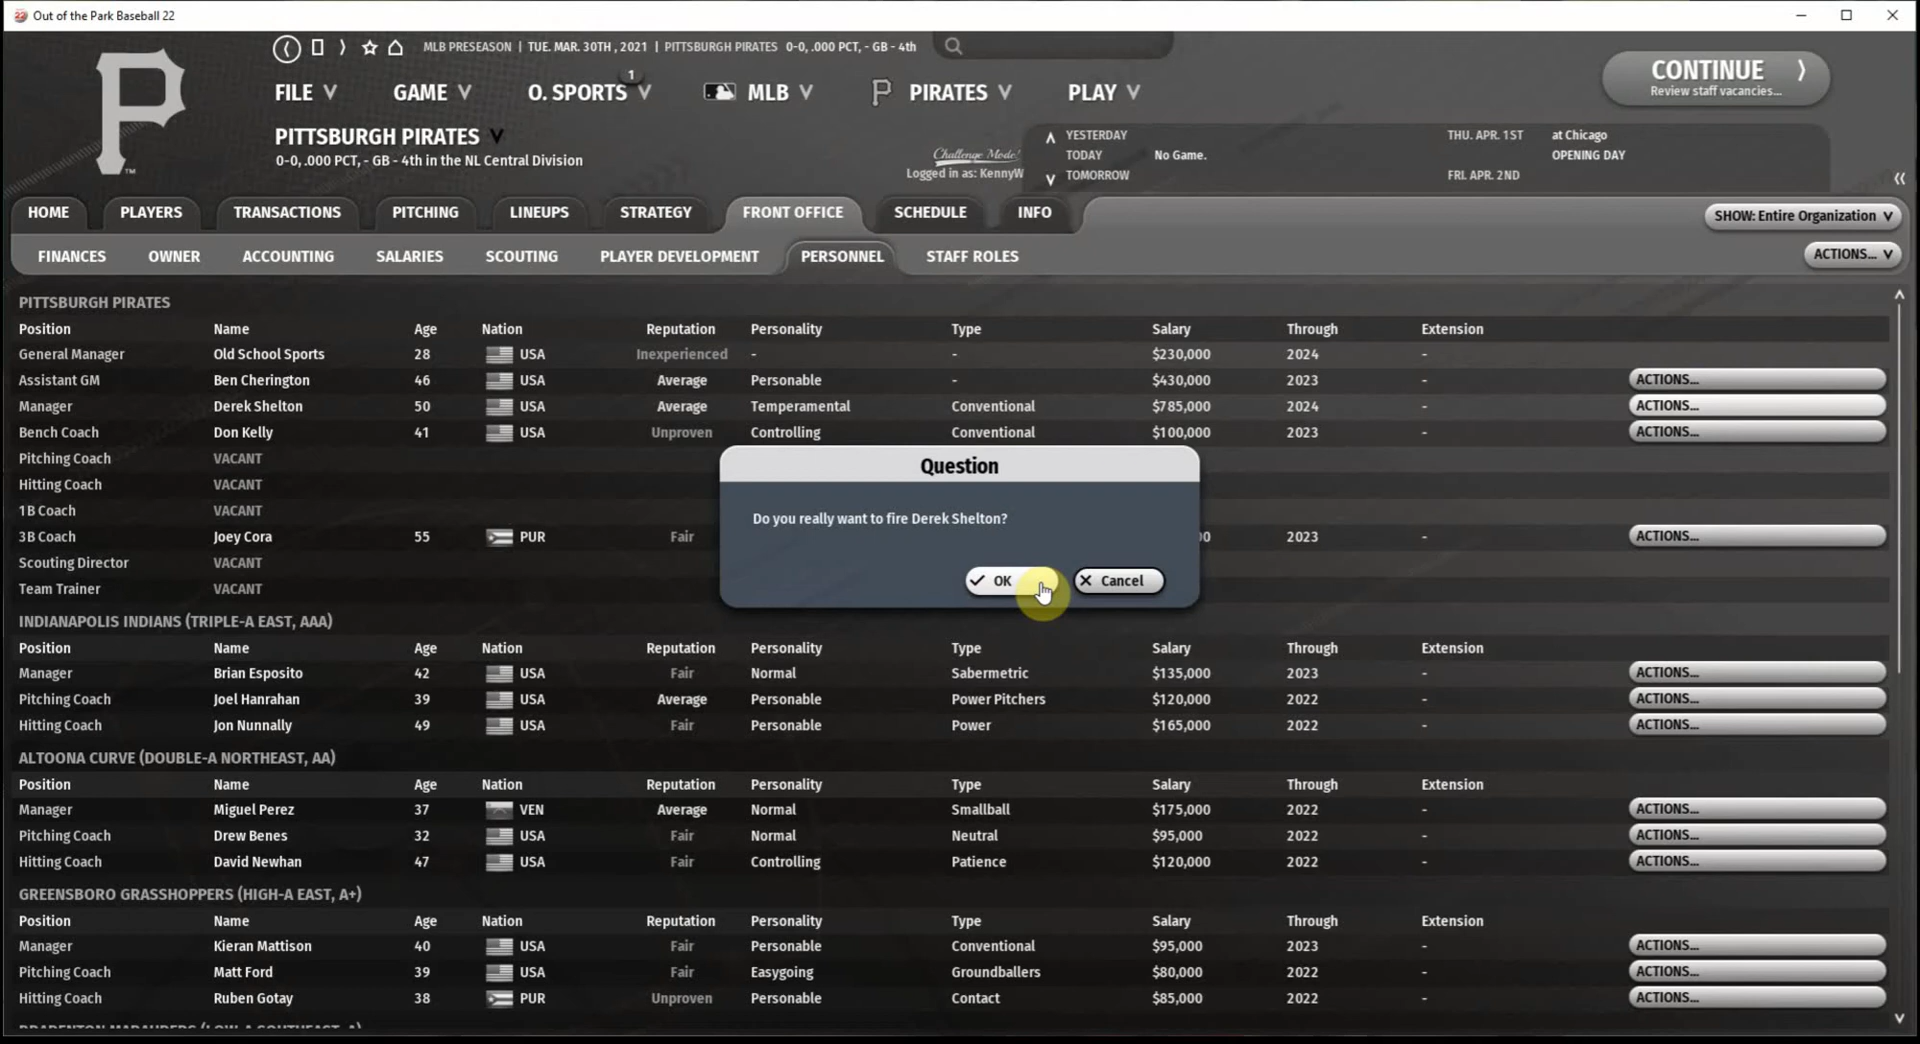 Out of the Park Baseball 22
MLB PRESEASON | TUE. MAR. 30TH , 2021 | PITTSBURGH PIRATES 0-0, .000 PCT, - GB - 4th
FILE GAME O. SPORTS 1 MLB P PIRATES PLAY
CONTINUE
Review staff vacancies...
P
TM
PITTSBURGH PIRATES
0-0, .000 PCT, - GB - 4th in the NL Central Division
Challenge Mode!
Logged in as: KennyW
YESTERDAY
TODAY No Game.
TOMORROW
THU. APR. 1ST at Chicago
OPENING DAY
FRI. APR. 2ND
HOME PLAYERS TRANSACTIONS PITCHING LINEUPS STRATEGY FRONT OFFICE SCHEDULE INFO
SHOW: Entire Organization
FINANCES OWNER ACCOUNTING SALARIES SCOUTING PLAYER DEVELOPMENT PERSONNEL STAFF ROLES
ACTIONS...
PITTSBURGH PIRATES
Position Name Age Nation Reputation Personality Type Salary Through Extension
General Manager Old School Sports 28 USA Inexperienced - - $230,000 2024 -
Assistant GM Ben Cherington 46 USA Average Personable - $430,000 2023 - ACTIONS...
Manager Derek Shelton 50 USA Average Temperamental Conventional $785,000 2024 - ACTIONS...
Bench Coach Don Kelly 41 USA Unproven Controlling Conventional $100,000 2023 - ACTIONS...
Pitching Coach VACANT
Hitting Coach VACANT
1B Coach VACANT
3B Coach Joey Cora 55 PUR Fair 2023 - ACTIONS...
Scouting Director VACANT
Team Trainer VACANT
Question
Do you really want to fire Derek Shelton?
OK Cancel
INDIANAPOLIS INDIANS (TRIPLE-A EAST, AAA)
Position Name Age Nation Reputation Personality Type Salary Through Extension
Manager Brian Esposito 42 USA Fair Normal Sabermetric $135,000 2023 - ACTIONS...
Pitching Coach Joel Hanrahan 39 USA Average Personable Power Pitchers $120,000 2022 - ACTIONS...
Hitting Coach Jon Nunnally 49 USA Fair Personable Power $165,000 2022 - ACTIONS...
ALTOONA CURVE (DOUBLE-A NORTHEAST, AA)
Position Name Age Nation Reputation Personality Type Salary Through Extension
Manager Miguel Perez 37 VEN Average Normal Smallball $175,000 2022 - ACTIONS...
Pitching Coach Drew Benes 32 USA Fair Normal Neutral $95,000 2022 - ACTIONS...
Hitting Coach David Newhan 47 USA Fair Controlling Patience $120,000 2022 - ACTIONS...
GREENSBORO GRASSHOPPERS (HIGH-A EAST, A+)
Position Name Age Nation Reputation Personality Type Salary Through Extension
Manager Kieran Mattison 40 USA Fair Personable Conventional $95,000 2023 - ACTIONS...
Pitching Coach Matt Ford 39 USA Fair Easygoing Groundballers $80,000 2022 - ACTIONS...
Hitting Coach Ruben Gotay 38 PUR Unproven Personable Contact $85,000 2022 - ACTIONS...
BRADENTON MARAUDERS (LOW-A SOUTHEAST, A)